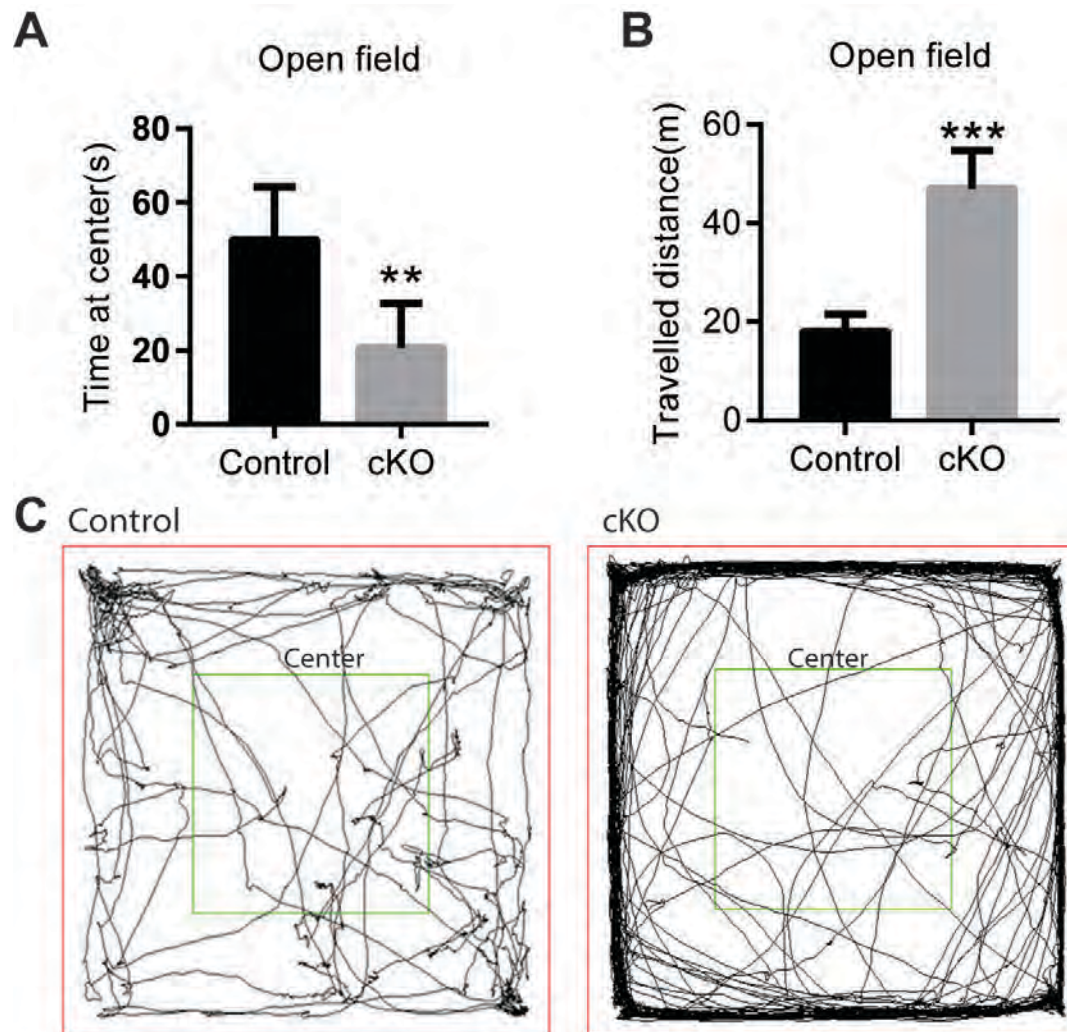 A
Open field
Time at center(s)
80
60
40
20
0
**
Control cKO
B
Open field
Travelled distance(m)
60
40
20
0
***
Control cKO
C
Control
Center
cKO
Center